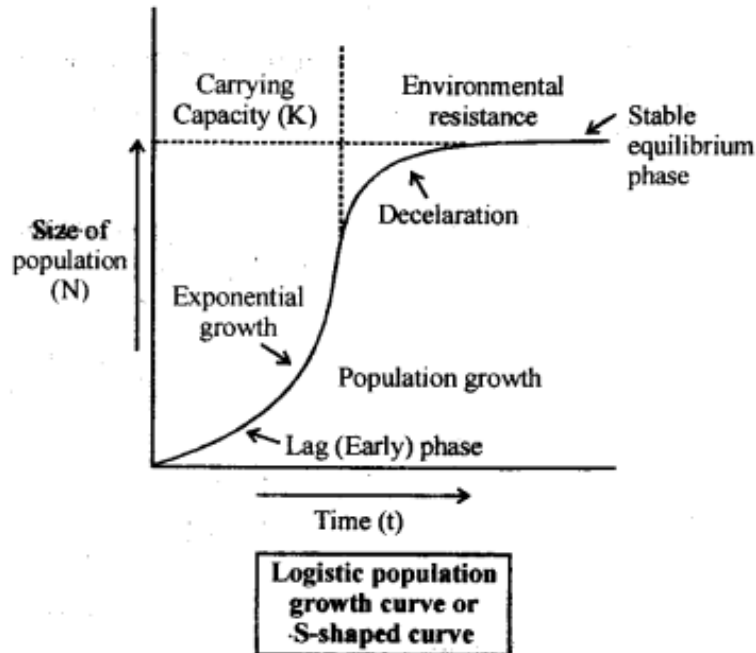 Carrying
Capacity (K)
Environmental
resistance
Stable
equilibrium
phase
Decelaration
Size of
population
(N)
Exponential
growth
Population growth
Lag (Early) phase
Time (t)
Logistic population
growth curve or
S-shaped curve